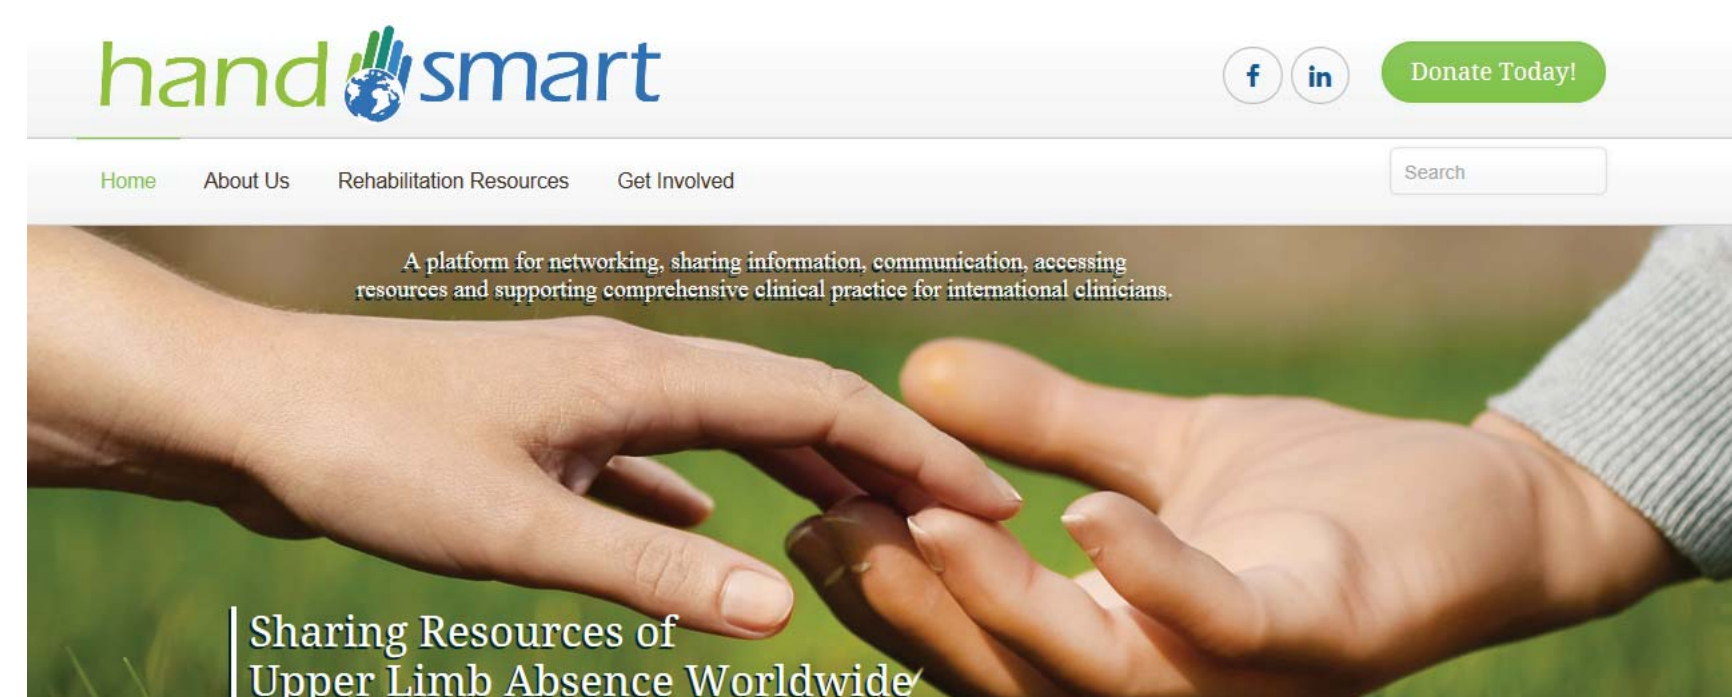 hand smart
f in
Donate Today!
Home About Us Rehabilitation Resources Get Involved
Search
A platform for networking, sharing information, communication, accessing
resources and supporting comprehensive clinical practice for international clinicians.
Sharing Resources of
Upper Limb Absence Worldwide